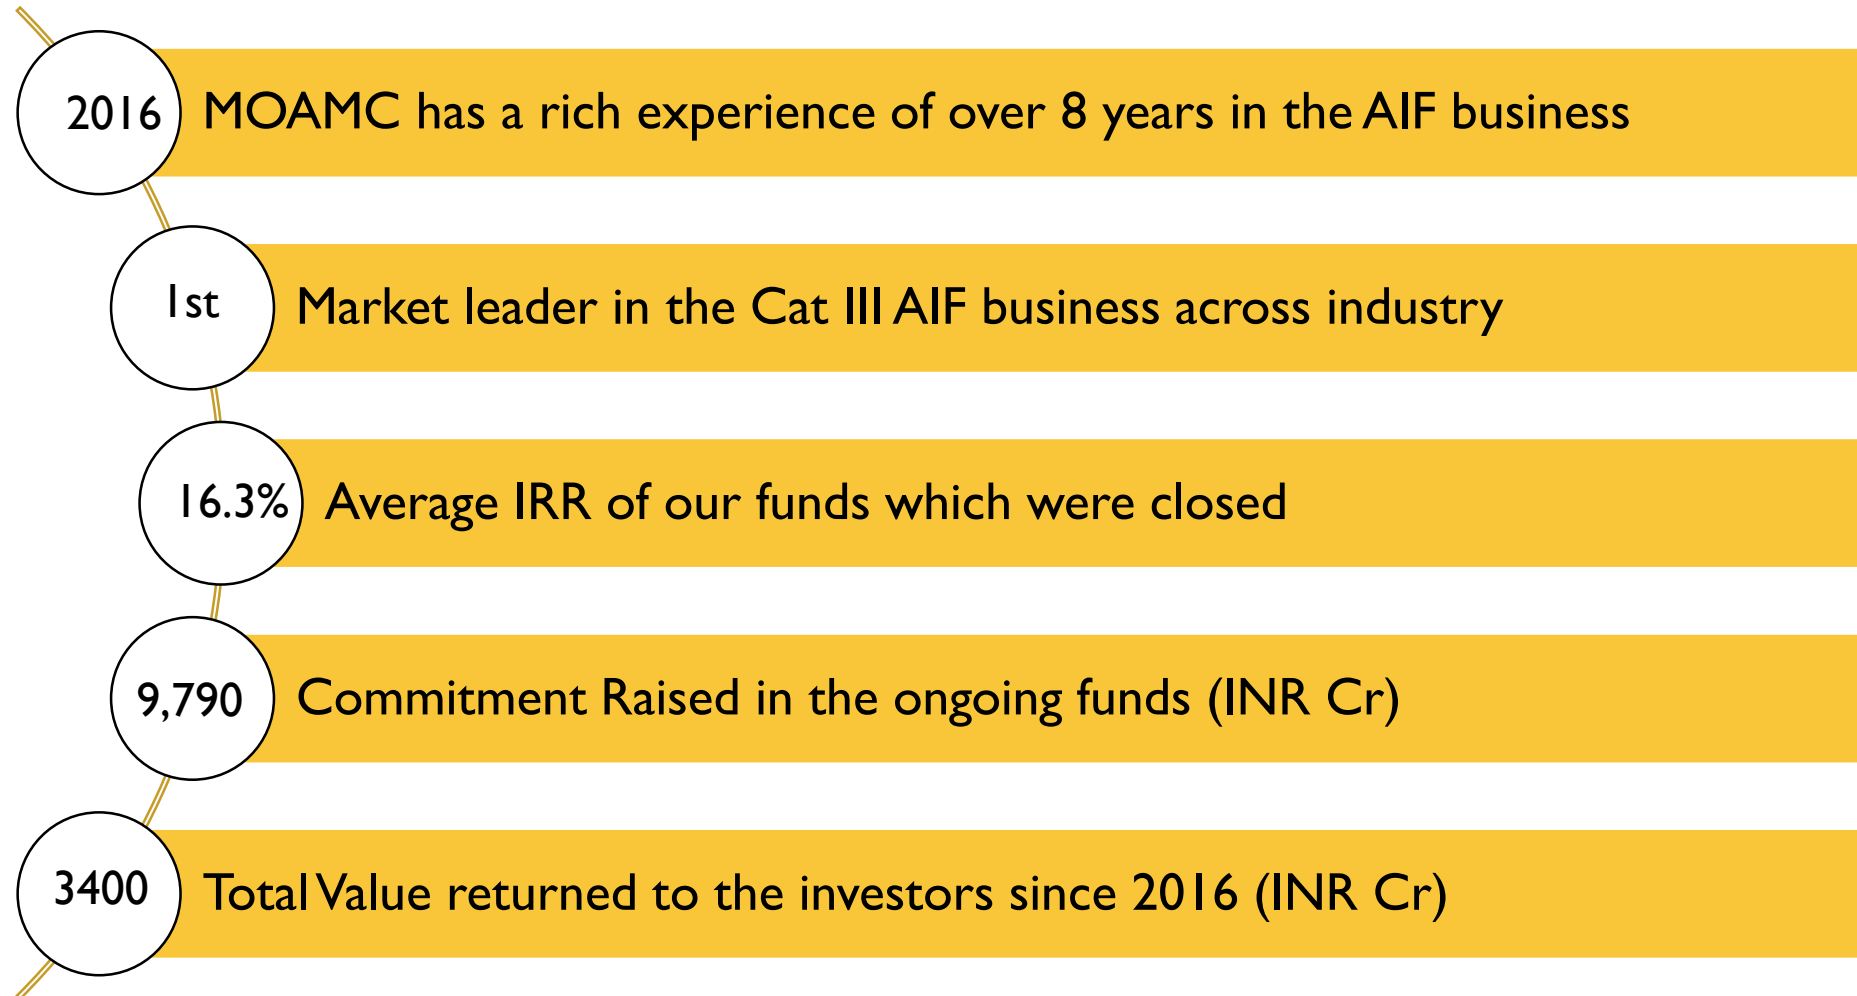 2016 MOAMC has a rich experience of over 8 years in the AIF business
1st Market leader in the Cat III AIF business across industry
16.3% Average IRR of our funds which were closed
9,790 Commitment Raised in the ongoing funds (INR Cr)
3400 Total Value returned to the investors since 2016 (INR Cr)